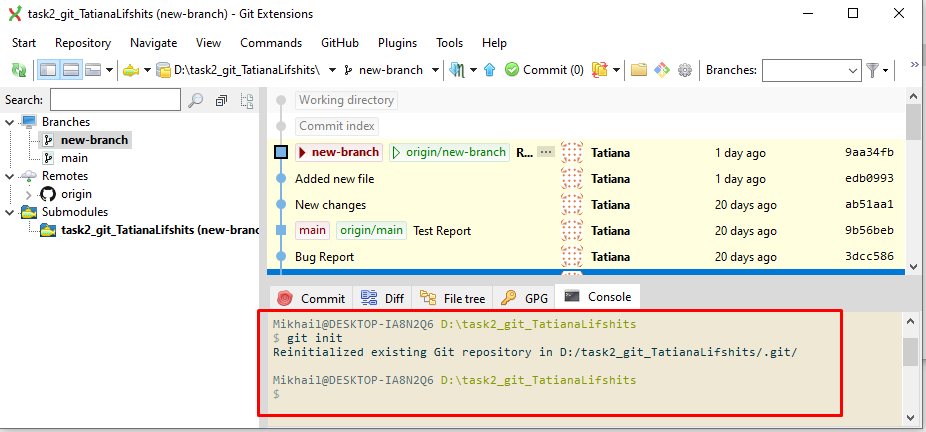 task2_git_TatianaLifshits (new-branch) - Git Extensions
Start Repository Navigate View Commands GitHub Plugins Tools Help
D:\task2_git_TatianaLifshits\ new-branch Commit (0) Branches: »
Search:
Branches
new-branch
main
Remotes
origin
Submodules
task2_git_TatianaLifshits (new-branc
Working directory
Commit index
new-branch origin/new-branch R... ... Tatiana 1 day ago 9aa34fb
Added new file Tatiana 1 day ago edb0993
New changes Tatiana 20 days ago ab51aa1
main origin/main Test Report Tatiana 20 days ago 9b56beb
Bug Report Tatiana 20 days ago 3dcc586
Commit Diff File tree GPG Console
Mikhail@DESKTOP-IA8N2Q6 D:\task2_git_TatianaLifshits
$ git init
Reinitialized existing Git repository in D:/task2_git_TatianaLifshits/.git/
Mikhail@DESKTOP-IA8N2Q6 D:\task2_git_TatianaLifshits
$